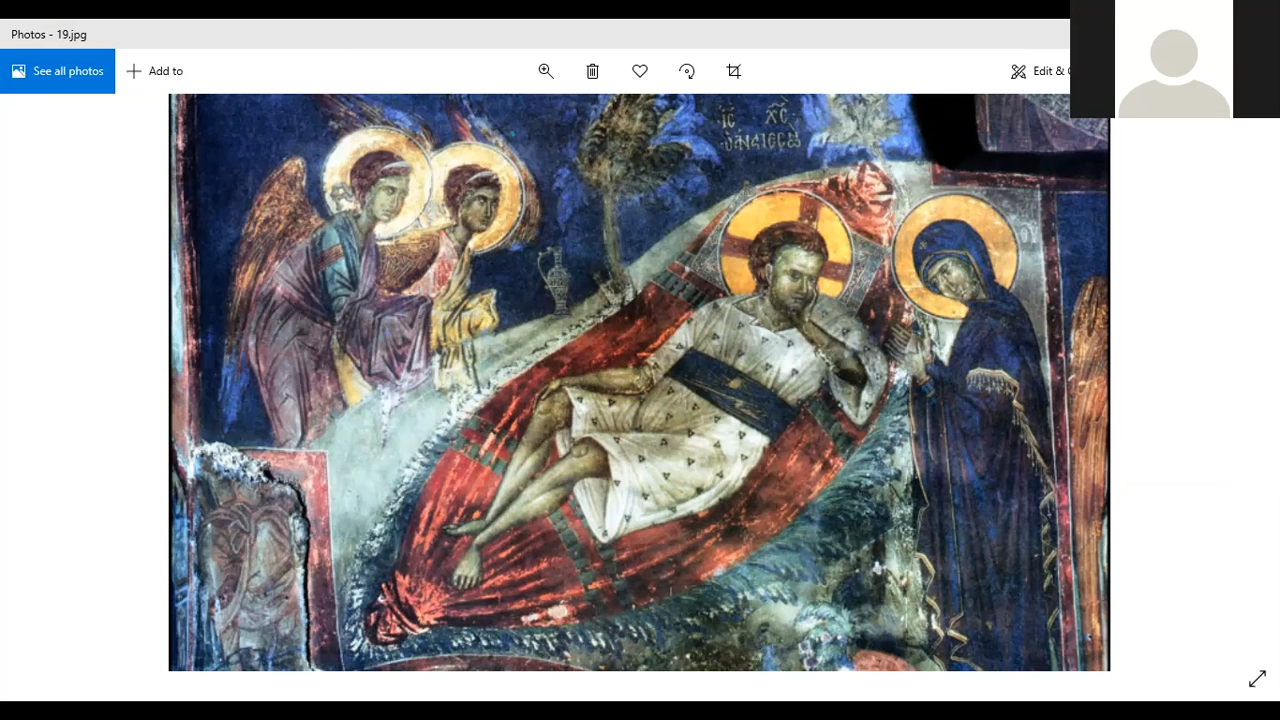 Photos - 19.jpg
See all photos
Add to
Edit &
ΙC ΧC